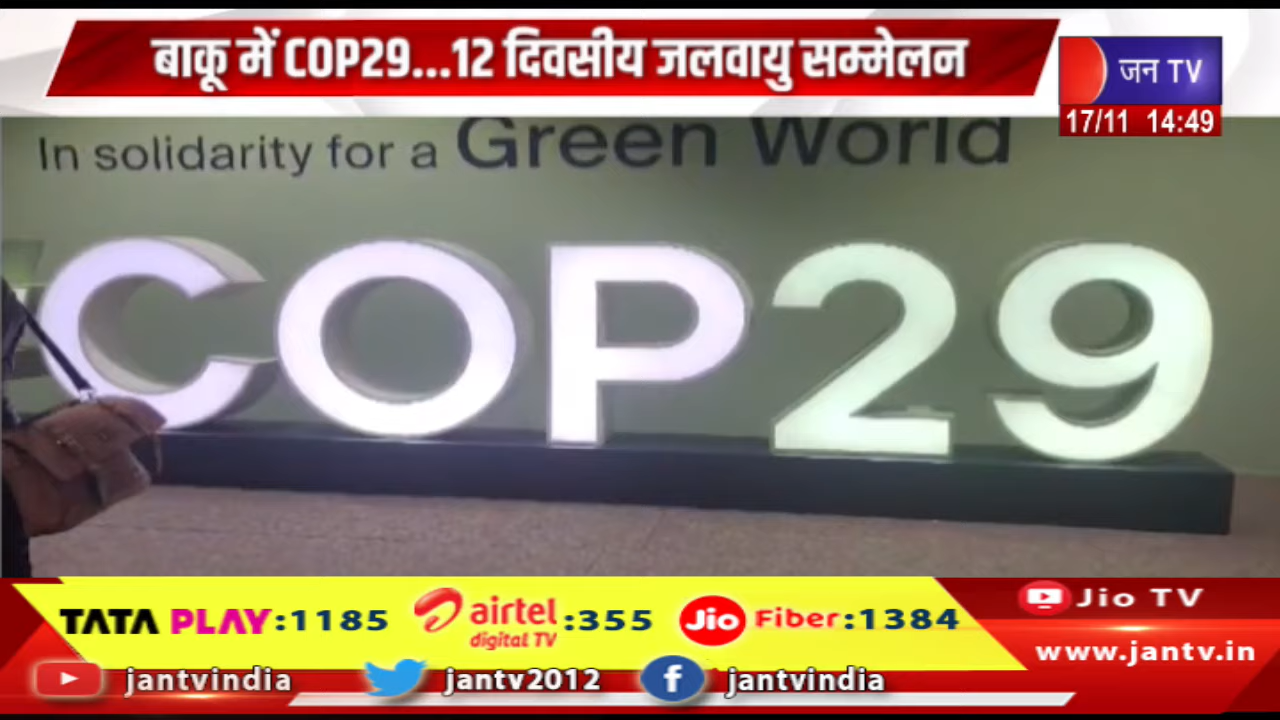 बाकू में COP29...12 दिवसीय जलवायु सम्मेलन
जन TV
17/11 14:49
In solidarity for a Green World
COP29
TATA PLAY:1185
airtel digital TV:355
Jio Fiber:1384
Jio TV
www.jantv.in
jantvindia
jantv2012
jantvindia